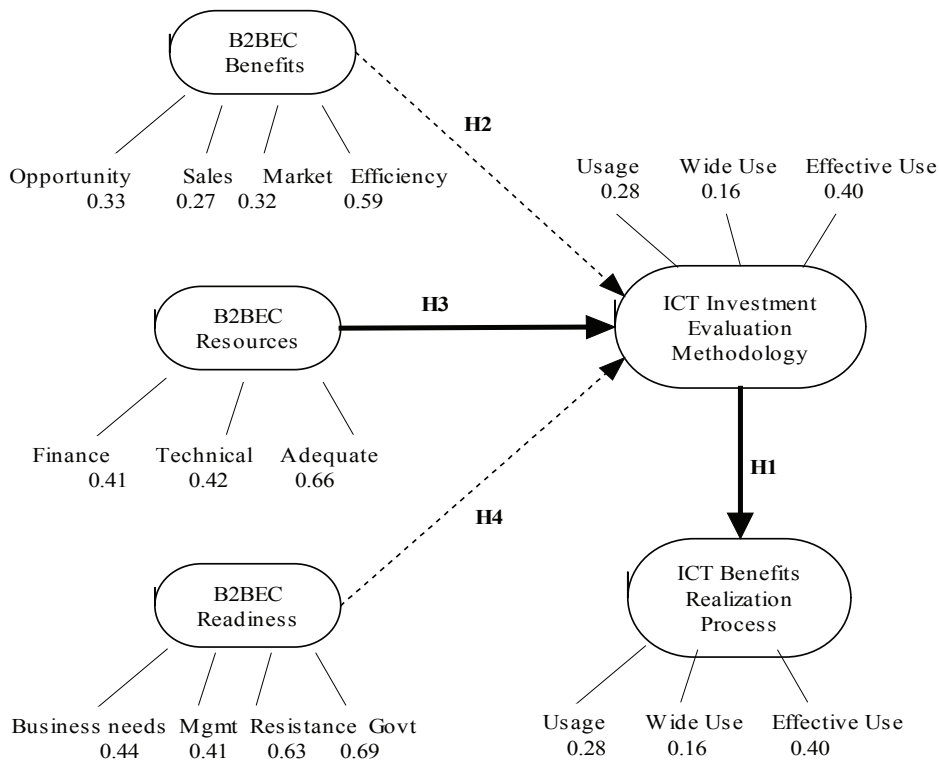 B2BEC
Benefits
H2
Opportunity Sales Market Efficiency
0.33 0.27 0.32 0.59
Usage Wide Use Effective Use
0.28 0.16 0.40
B2BEC
Resources
H3
ICT Investment
Evaluation
Methodology
Finance Technical Adequate
0.41 0.42 0.66
H4
H1
B2BEC
Readiness
ICT Benefits
Realization
Process
Business needs Mgmt Resistance Govt
0.44 0.41 0.63 0.69
Usage Wide Use Effective Use
0.28 0.16 0.40